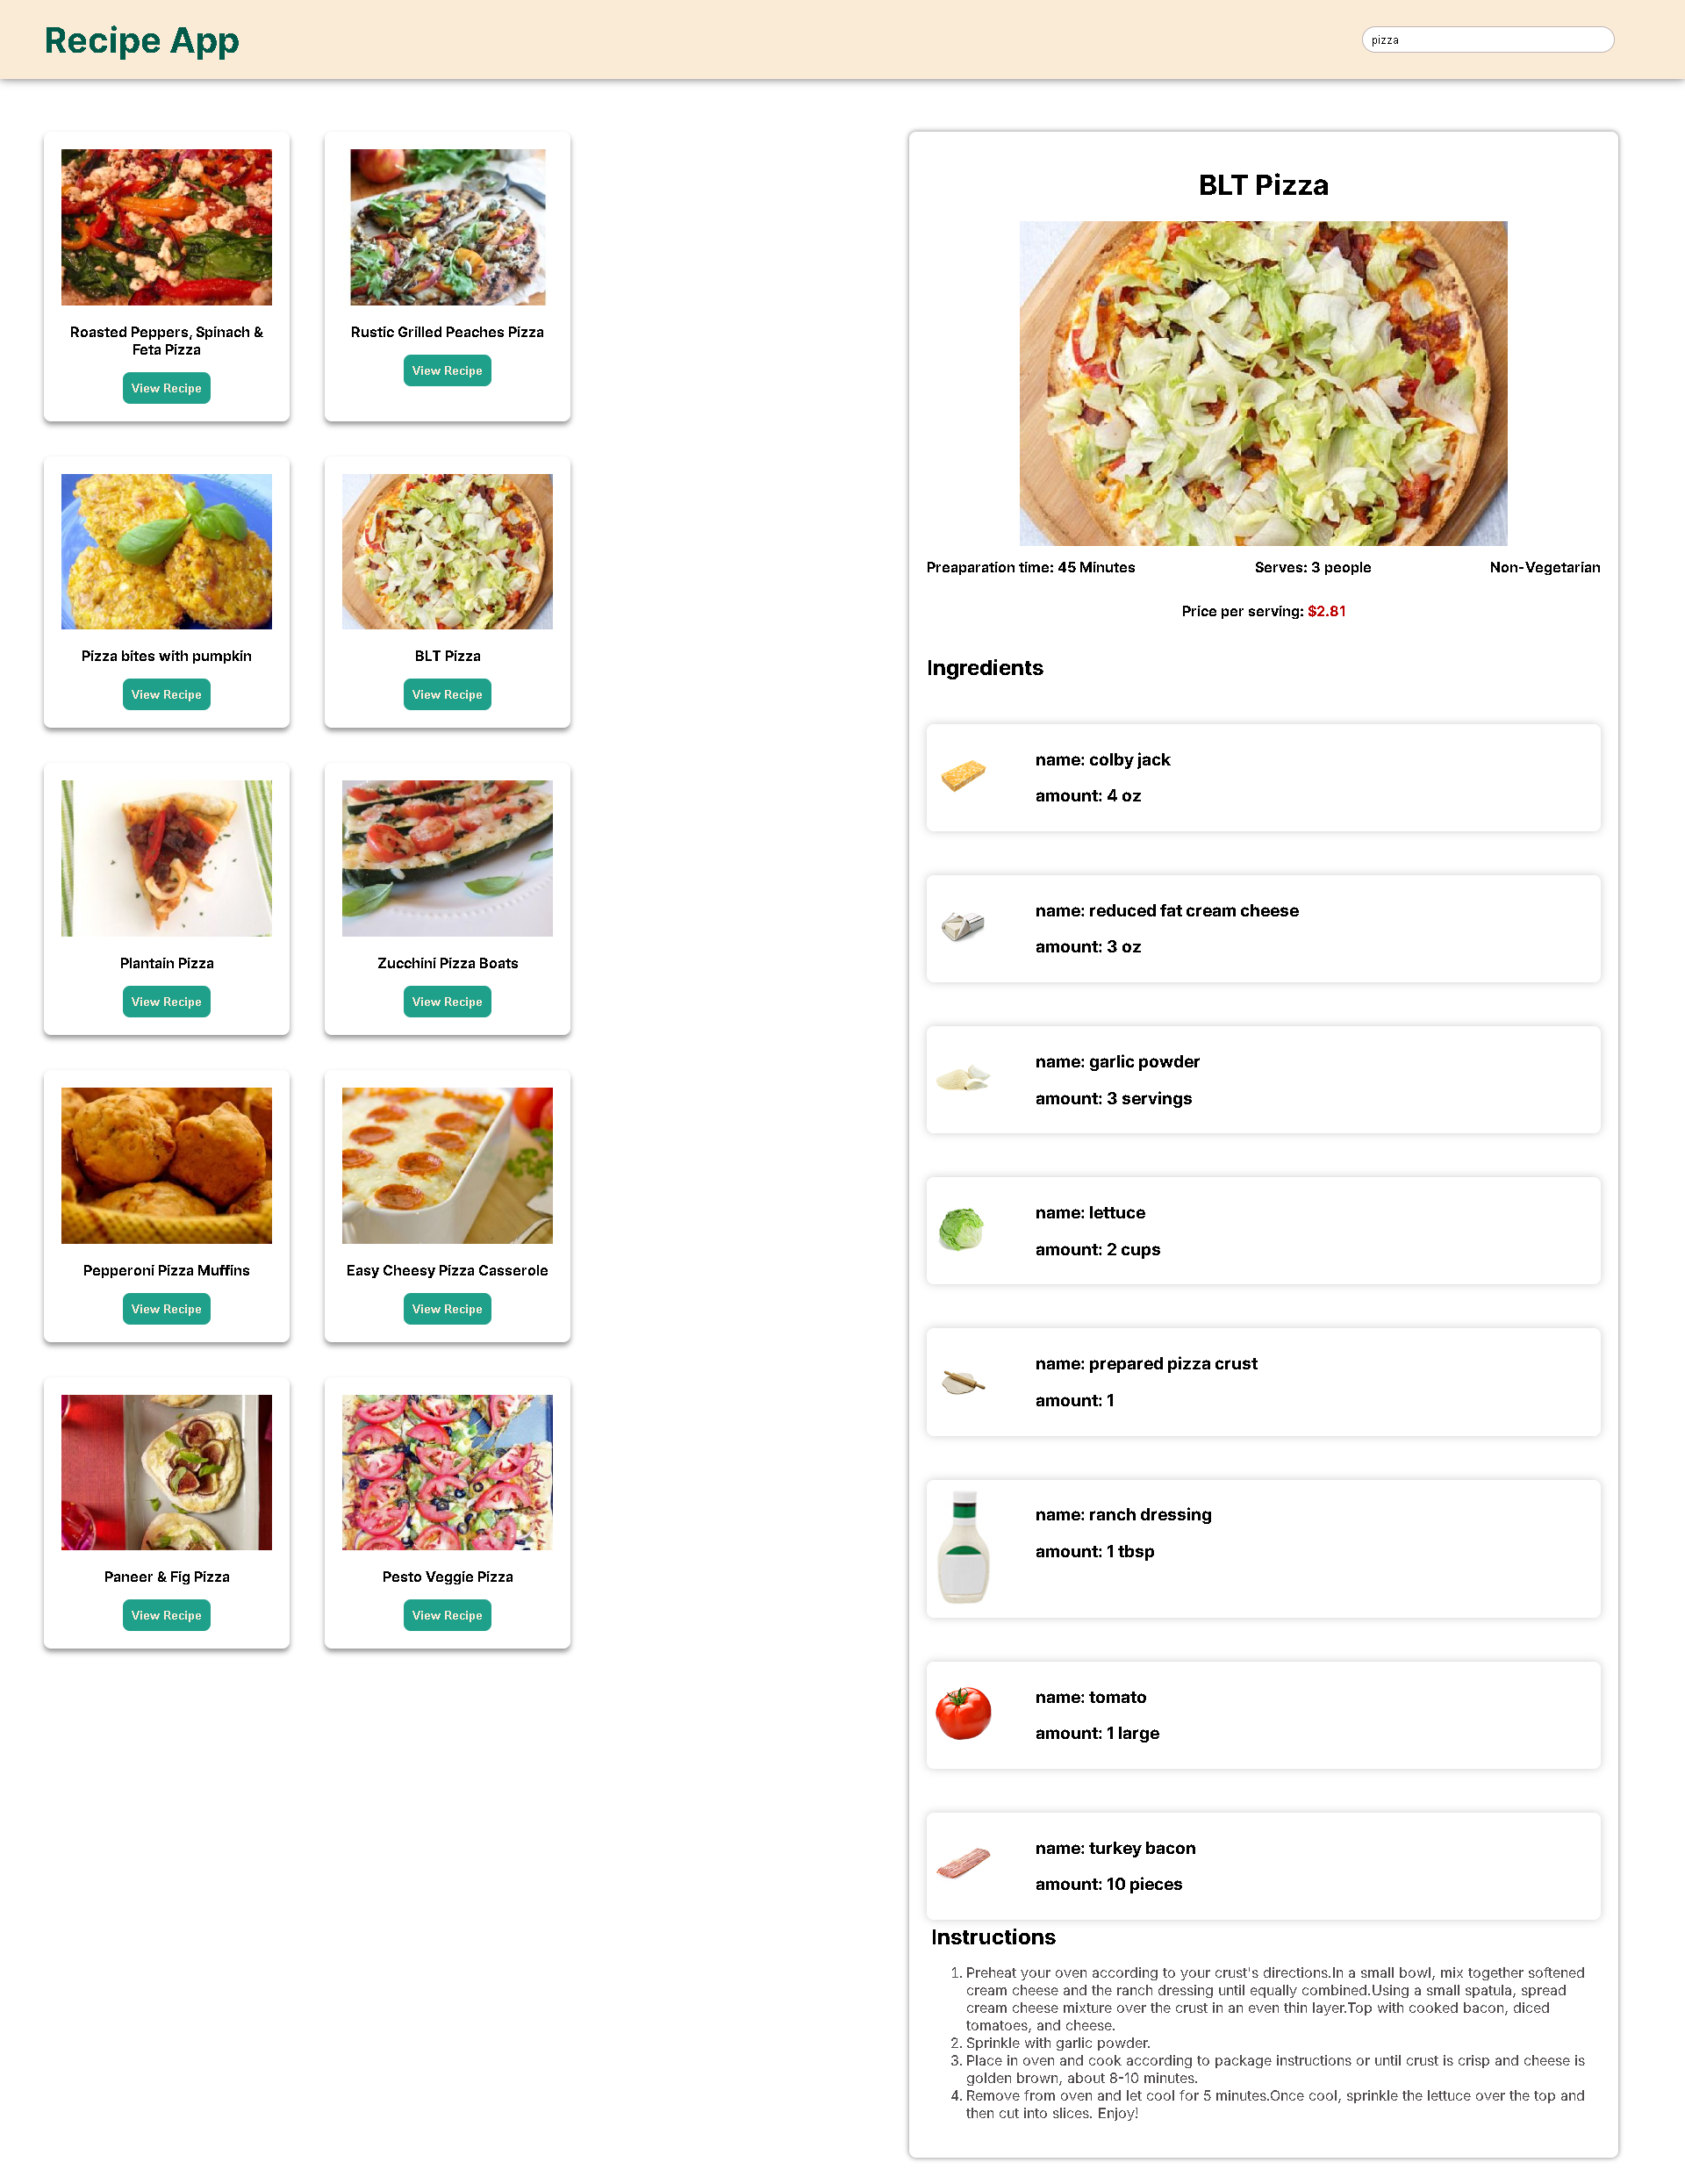 Recipe App
pizza
Roasted Peppers, Spinach &
Feta Pizza
View Recipe
Rustic Grilled Peaches Pizza
View Recipe
Pizza bites with pumpkin
View Recipe
BLT Pizza
View Recipe
Plantain Pizza
View Recipe
Zucchini Pizza Boats
View Recipe
Pepperoni Pizza Muffins
View Recipe
Easy Cheesy Pizza Casserole
View Recipe
Paneer & Fig Pizza
View Recipe
Pesto Veggie Pizza
View Recipe
BLT Pizza
Preaparation time: 45 Minutes
Serves: 3 people
Non-Vegetarian
Price per serving: $2.81
Ingredients
name: colby jack
amount: 4 oz
name: reduced fat cream cheese
amount: 3 oz
name: garlic powder
amount: 3 servings
name: lettuce
amount: 2 cups
name: prepared pizza crust
amount: 1
name: ranch dressing
amount: 1 tbsp
name: tomato
amount: 1 large
name: turkey bacon
amount: 10 pieces
Instructions
1. Preheat your oven according to your crust's directions.In a small bowl, mix together softened
cream cheese and the ranch dressing until equally combined.Using a small spatula, spread
cream cheese mixture over the crust in an even thin layer.Top with cooked bacon, diced
tomatoes, and cheese.
2. Sprinkle with garlic powder.
3. Place in oven and cook according to package instructions or until crust is crisp and cheese is
golden brown, about 8-10 minutes.
4. Remove from oven and let cool for 5 minutes.Once cool, sprinkle the lettuce over the top and
then cut into slices. Enjoy!